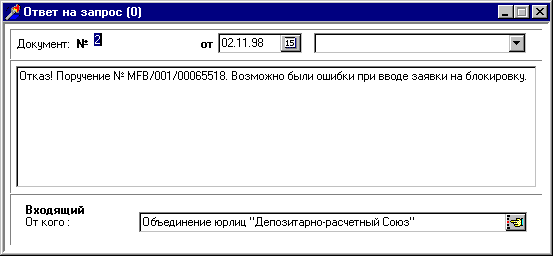 Ответ на запрос (0)
Документ: № 2 от 02.11.98 15
Отказ! Поручение № MFB/001/00065518. Возможно были ошибки при вводе заявки на блокировку.
Входящий
От кого : Объединение юрлиц "Депозитарно-расчетный Союз"